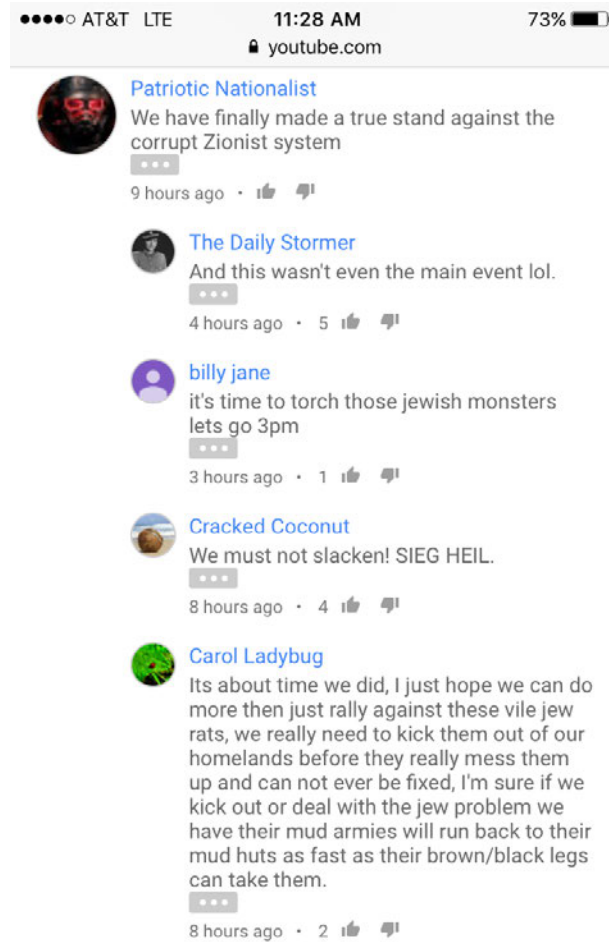 AT&T LTE 11:28 AM 73%
youtube.com
Patriotic Nationalist
We have finally made a true stand against the
corrupt Zionist system
9 hours ago
The Daily Stormer
And this wasn't even the main event lol.
4 hours ago · 5
billy jane
it's time to torch those jewish monsters
lets go 3pm
3 hours ago · 1
Cracked Coconut
We must not slacken! SIEG HEIL.
8 hours ago · 4
Carol Ladybug
Its about time we did, I just hope we can do
more then just rally against these vile jew
rats, we really need to kick them out of our
homelands before they really mess them
up and can not ever be fixed, I'm sure if we
kick out or deal with the jew problem we
have their mud armies will run back to their
mud huts as fast as their brown/black legs
can take them.
8 hours ago · 2